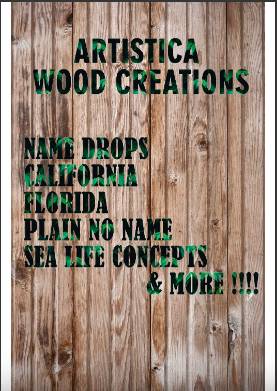 ARTISTICA
WOOD CREATIONS
NAME DROPS
CALIFORNIA
FLORIDA
PLAIN NO NAME
SEA LIFE CONCEPTS
& MORE !!!!